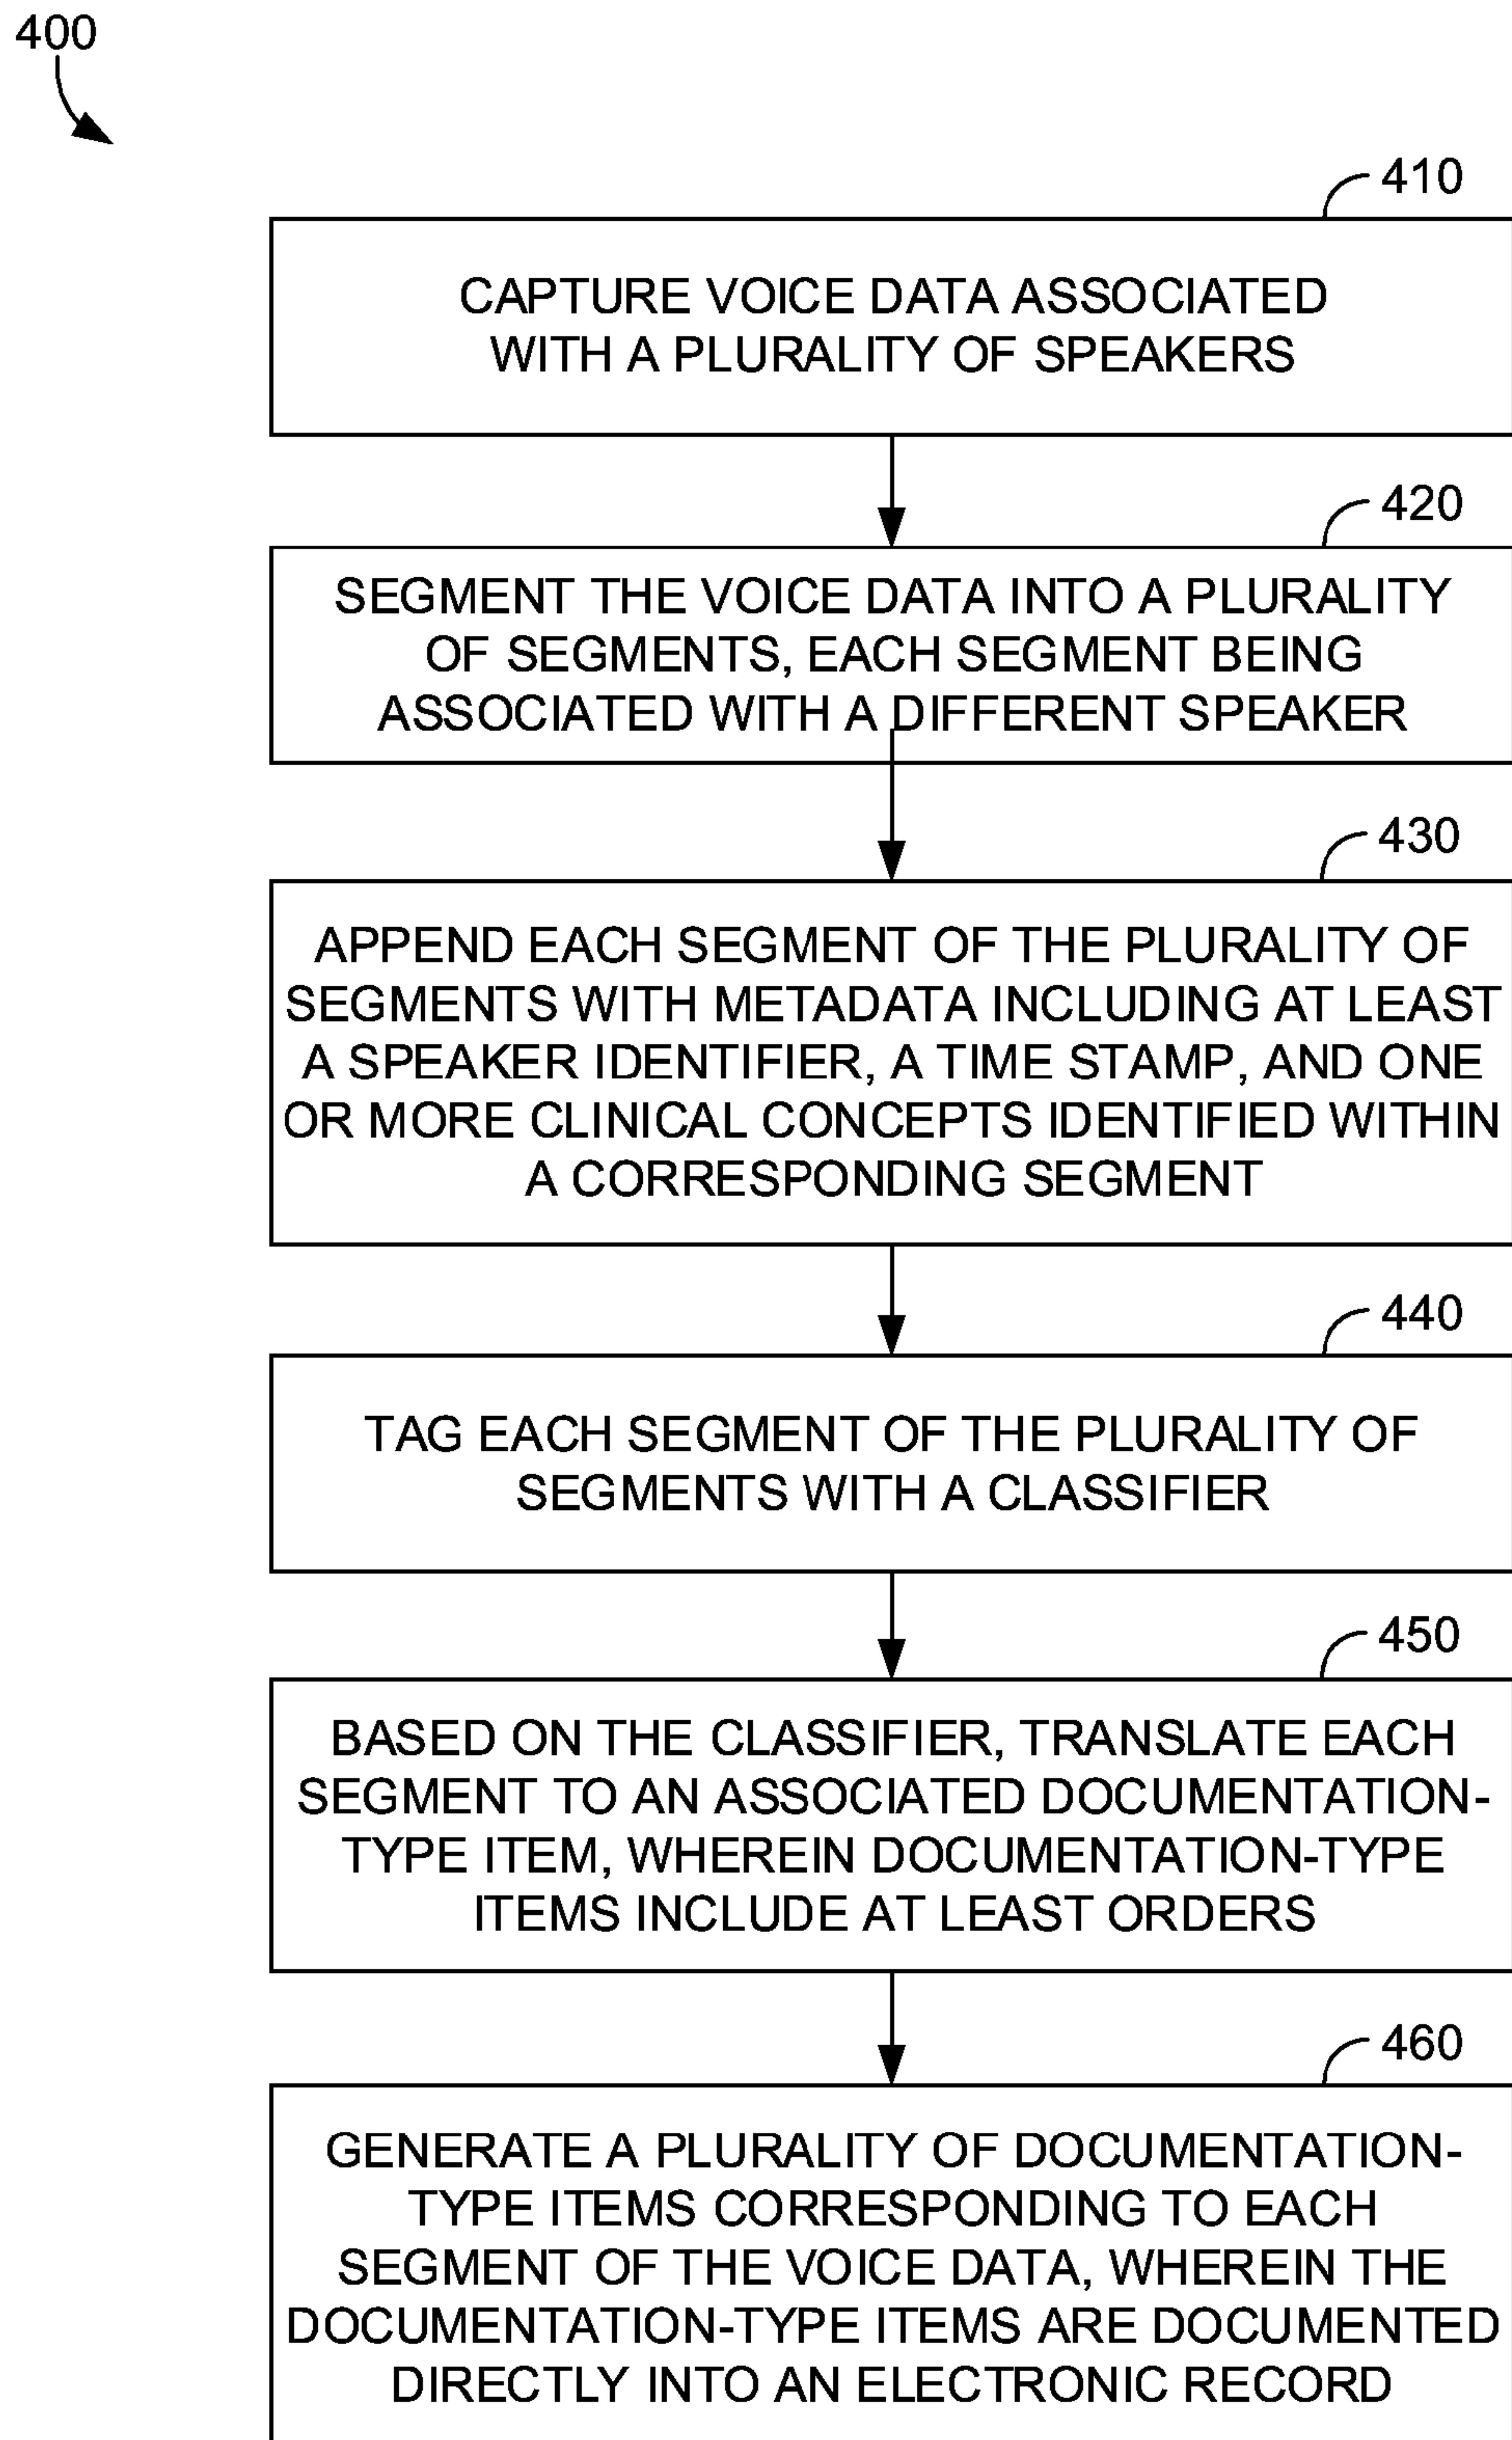 400
410
CAPTURE VOICE DATA ASSOCIATED
WITH A PLURALITY OF SPEAKERS
420
SEGMENT THE VOICE DATA INTO A PLURALITY
OF SEGMENTS, EACH SEGMENT BEING
ASSOCIATED WITH A DIFFERENT SPEAKER
430
APPEND EACH SEGMENT OF THE PLURALITY OF
SEGMENTS WITH METADATA INCLUDING AT LEAST
A SPEAKER IDENTIFIER, A TIME STAMP, AND ONE
OR MORE CLINICAL CONCEPTS IDENTIFIED WITHIN
A CORRESPONDING SEGMENT
440
TAG EACH SEGMENT OF THE PLURALITY OF
SEGMENTS WITH A CLASSIFIER
450
BASED ON THE CLASSIFIER, TRANSLATE EACH
SEGMENT TO AN ASSOCIATED DOCUMENTATION-
TYPE ITEM, WHEREIN DOCUMENTATION-TYPE
ITEMS INCLUDE AT LEAST ORDERS
460
GENERATE A PLURALITY OF DOCUMENTATION-
TYPE ITEMS CORRESPONDING TO EACH
SEGMENT OF THE VOICE DATA, WHEREIN THE
DOCUMENTATION-TYPE ITEMS ARE DOCUMENTED
DIRECTLY INTO AN ELECTRONIC RECORD